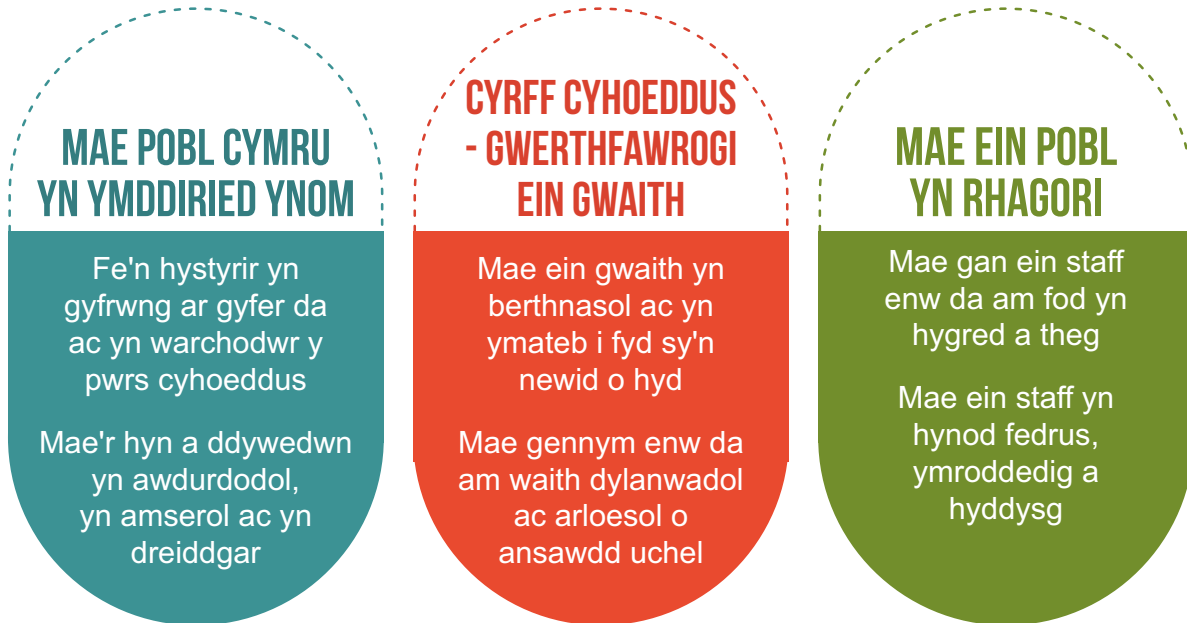 MAE POBL CYMRU
YN YMDDIRIED YNOM
Fe'n hystyrir yn
gyfrwng ar gyfer da
ac yn warchodwr y
pwrs cyhoeddus
Mae'r hyn a ddywedwn
yn awdurdodol,
yn amserol ac yn
dreiddgar
CYRFF CYHOEDDUS
- GWERTHFAWROGI
EIN GWAITH
Mae ein gwaith yn
berthnasol ac yn
ymateb i fyd sy'n
newid o hyd
Mae gennym enw da
am waith dylanwadol
ac arloesol o
ansawdd uchel
MAE EIN POBL
YN RHAGORI
Mae gan ein staff
enw da am fod yn
hygred a theg
Mae ein staff yn
hynod fedrus,
ymroddedig a
hyddysg